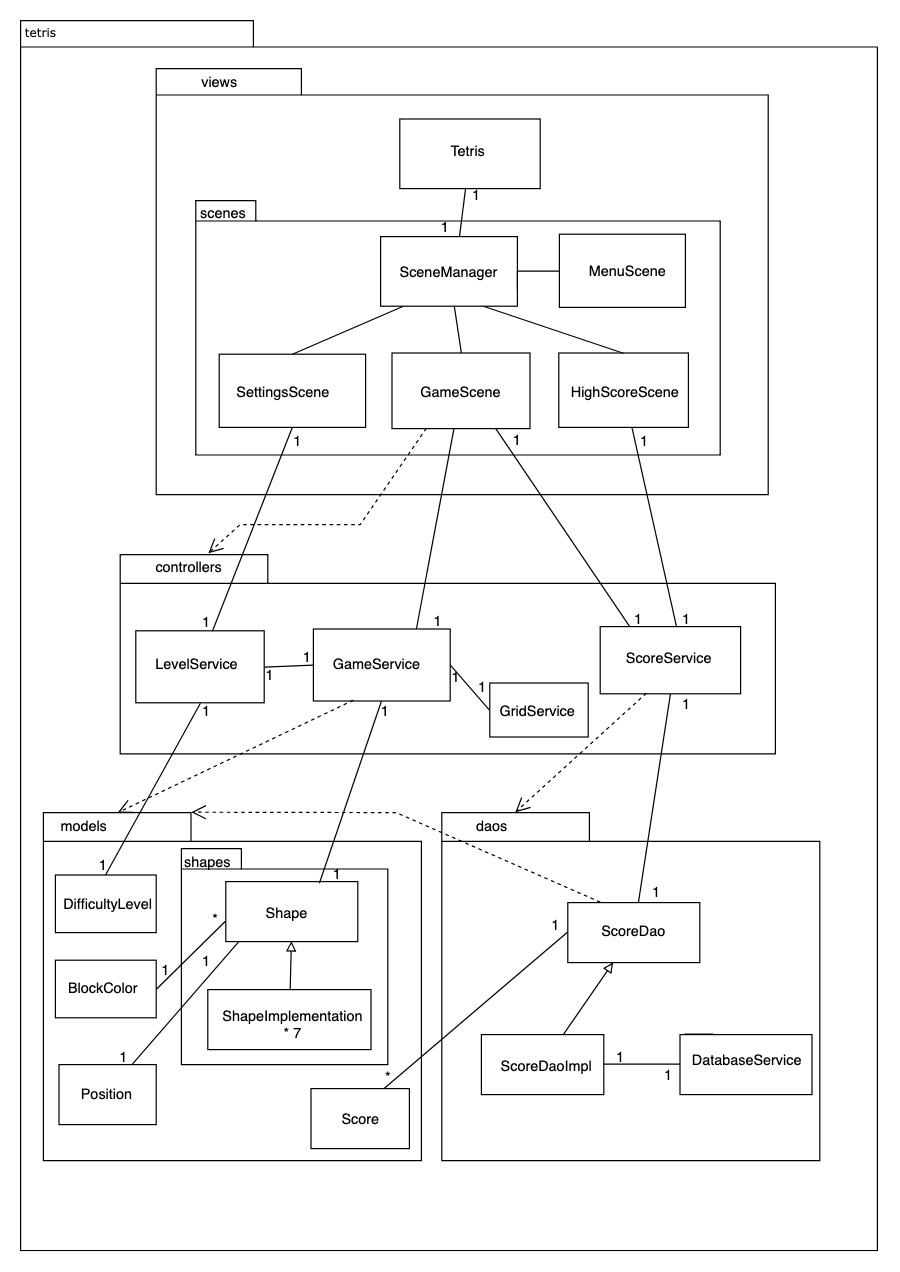 tetris
views
Tetris
1
1
scenes
SceneManager
MenuScene
SettingsScene
GameScene
HighScoreScene
1
1
1
controllers
1
1
1
1
LevelService
GameService
ScoreService
1
1
1
1
GridService
1
1
1
models
daos
shapes
1
1
DifficultyLevel
Shape
*
1
1
ScoreDao
1
1
BlockColor
ShapeImplementation
* 7
1
Position
ScoreDaoImpl
1
1
DatabaseService
*
Score